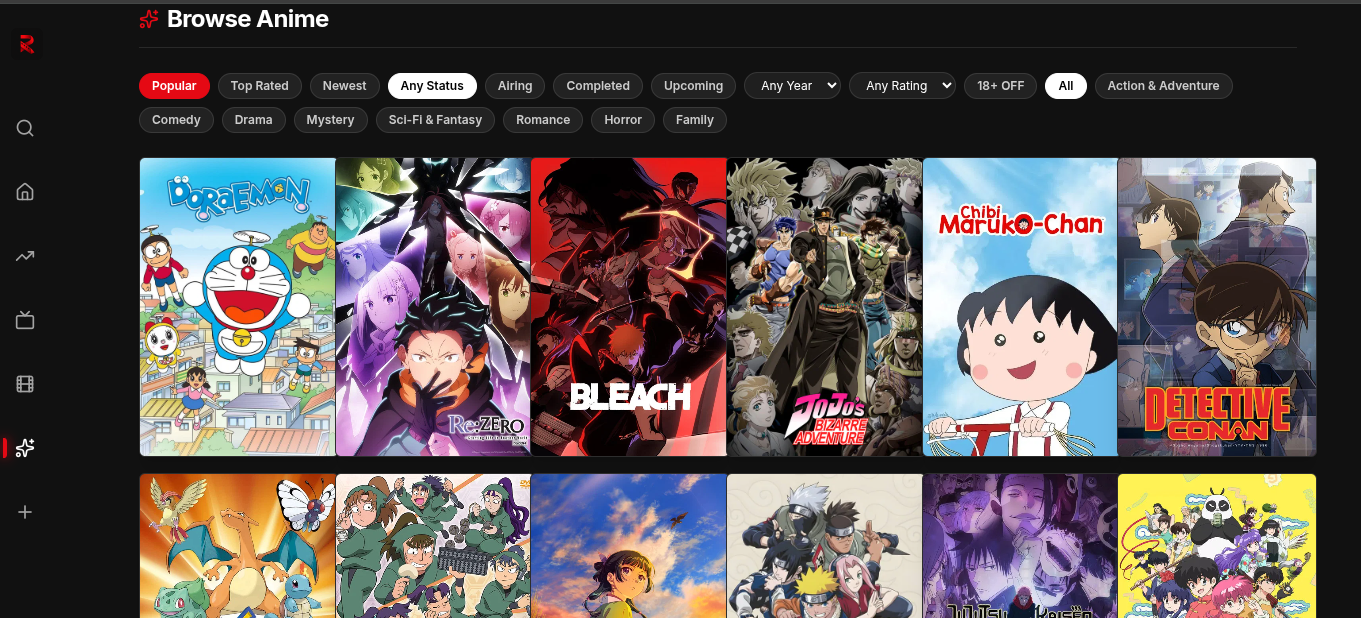 Browse Anime
Popular Top Rated Newest Any Status Airing Completed Upcoming Any Year Any Rating 18+ OFF All Action & Adventure
Comedy Drama Mystery Sci-Fi & Fantasy Romance Horror Family
DORAEMON
Re:ZERO
BLEACH
JOJO's
BIZARRE
ADVENTURE
Chibi
Maruko-Chan
DETECTIVE
CONAN
JUJUTSU KAISEN